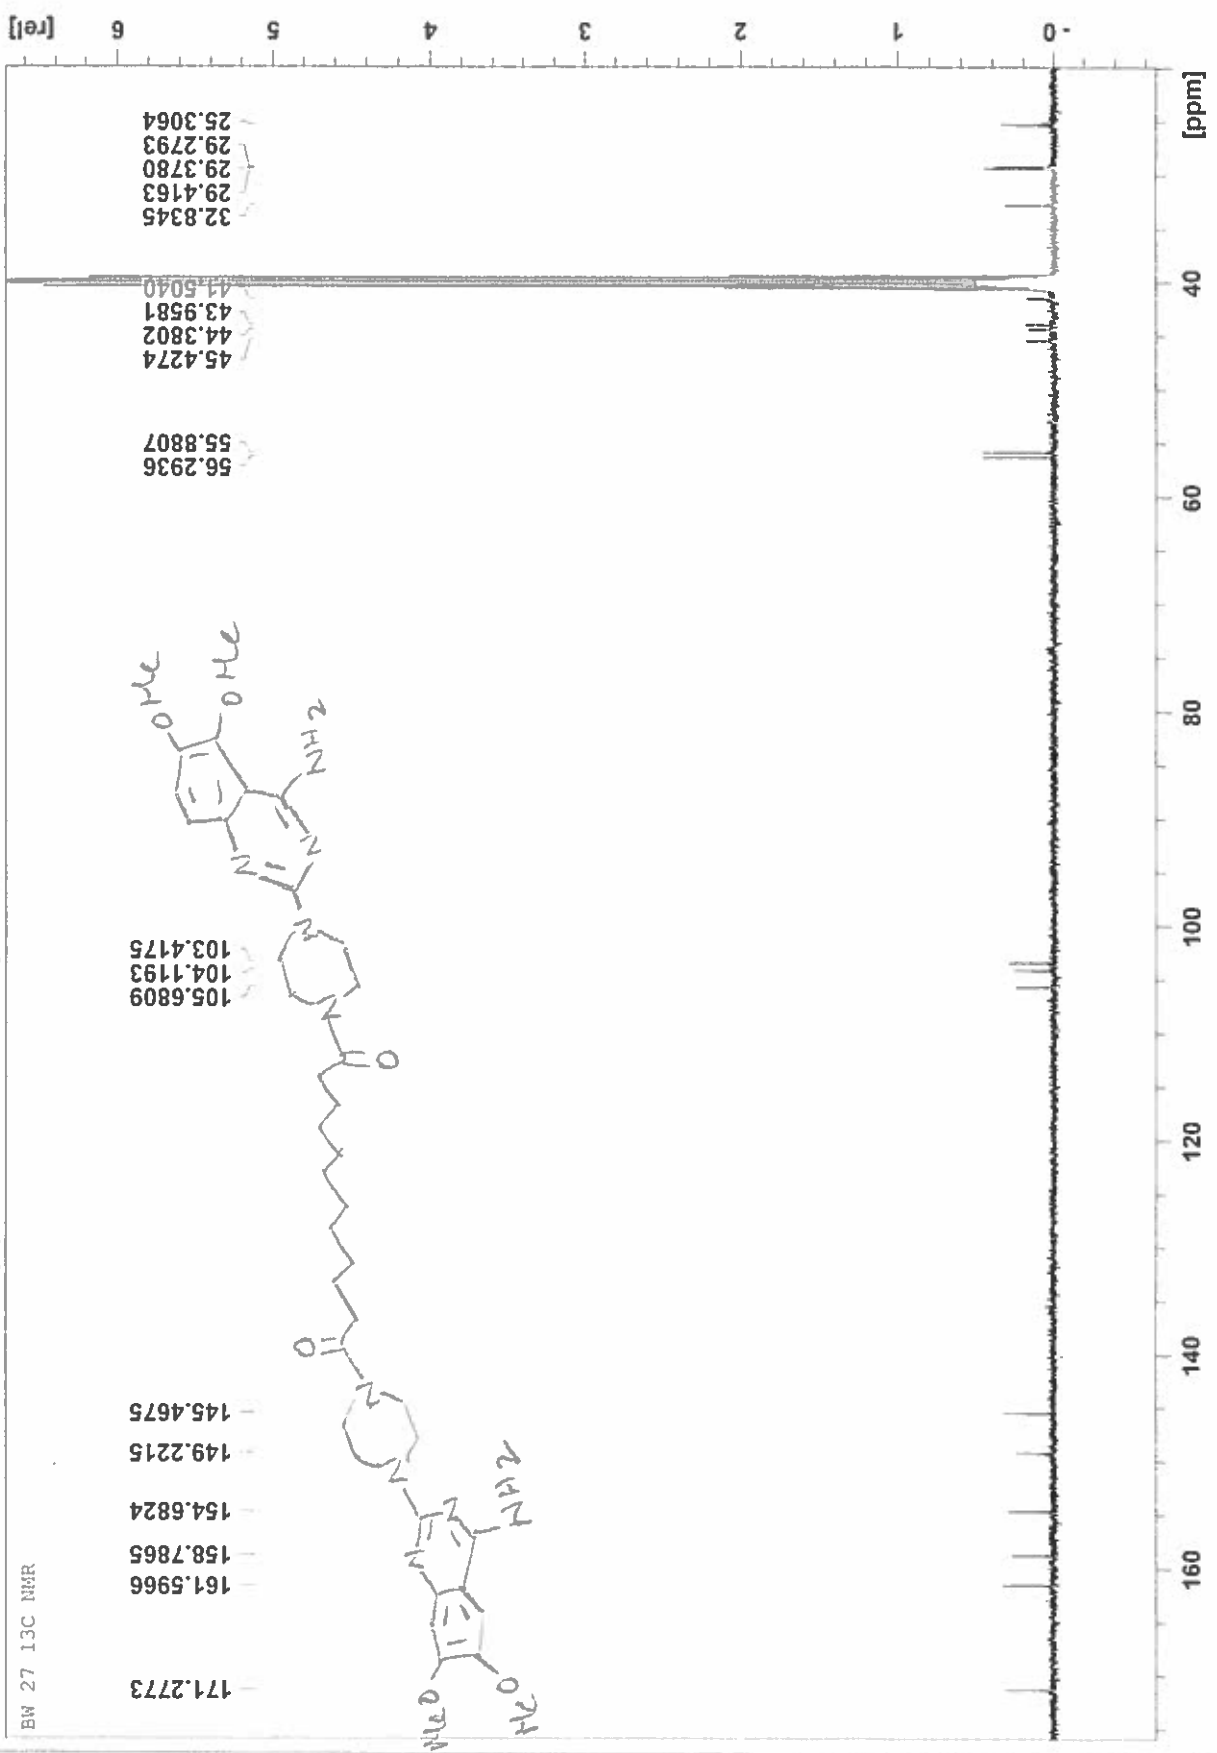 BW 27 13C NMR
171.2773
161.5966
158.7865
154.6824
149.2215
145.4675
105.6809
104.1193
103.4175
56.2936
55.8807
45.4274
44.3802
43.9581
41.5040
32.8345
29.4163
29.3780
29.2793
25.3064
[rel]
6
5
4
3
2
1
-0
MeO
MeO
N
N
NH2
N
N
O
O
N
N
N
N
NH2
OMe
OMe
160
140
120
100
80
60
40
[ppm]